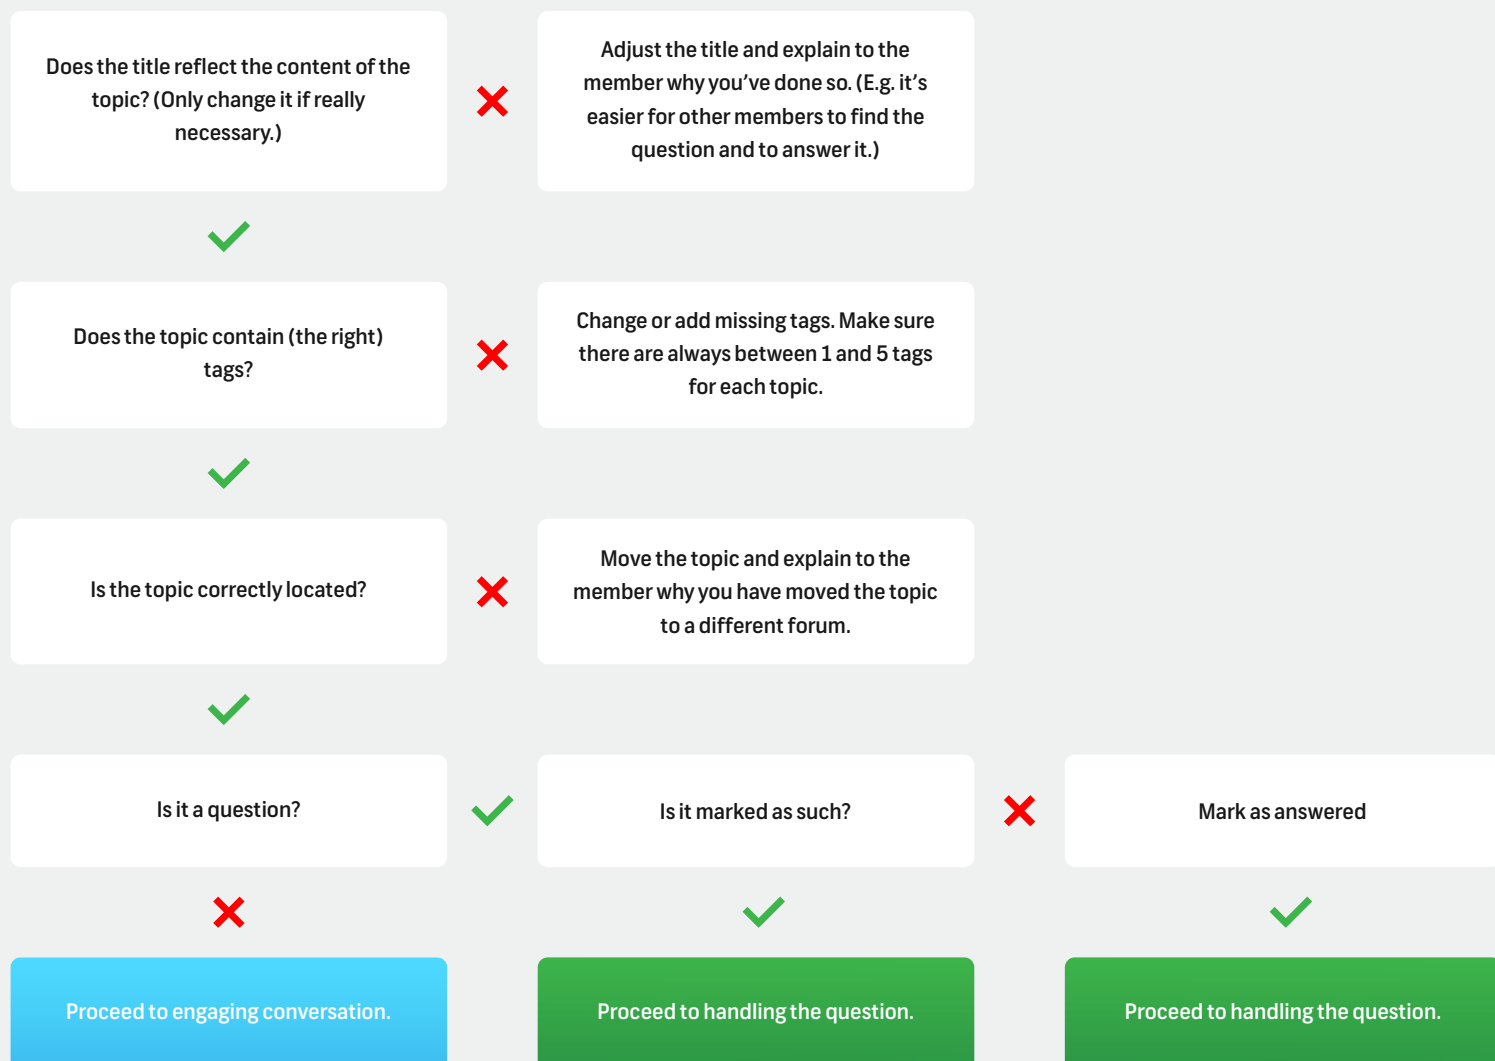 Does the title reflect the content of the
topic? (Only change it if really
necessary.)
Adjust the title and explain to the
member why you’ve done so. (E.g. it’s
easier for other members to find the
question and to answer it.)
Does the topic contain (the right)
tags?
Change or add missing tags. Make sure
there are always between 1 and 5 tags
for each topic.
Is the topic correctly located?
Move the topic and explain to the
member why you have moved the topic
to a different forum.
Is it a question?
Is it marked as such?
Mark as answered
Proceed to engaging conversation.
Proceed to handling the question.
Proceed to handling the question.